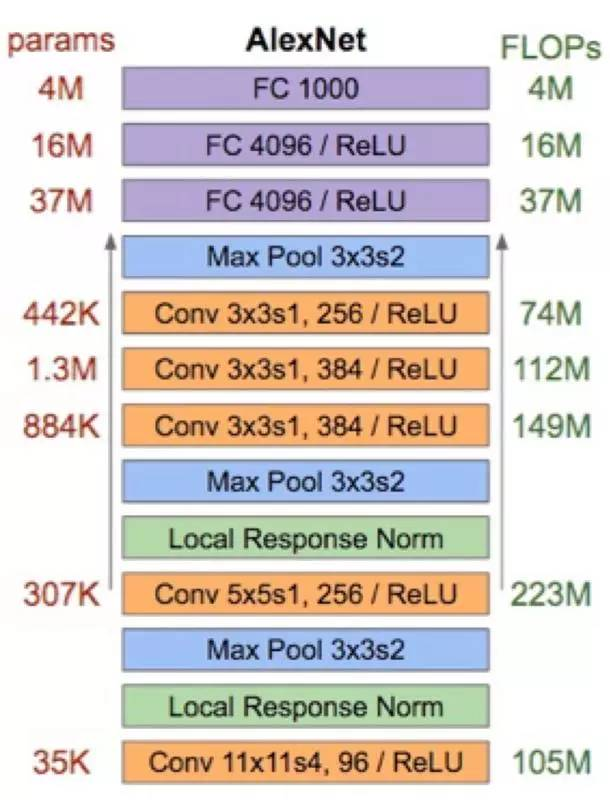 params AlexNet FLOPs
4M FC 1000 4M
16M FC 4096 / ReLU 16M
37M FC 4096 / ReLU 37M
Max Pool 3x3s2
442K Conv 3x3s1, 256 / ReLU 74M
1.3M Conv 3x3s1, 384 / ReLU 112M
884K Conv 3x3s1, 384 / ReLU 149M
Max Pool 3x3s2
Local Response Norm
307K Conv 5x5s1, 256 / ReLU 223M
Max Pool 3x3s2
Local Response Norm
35K Conv 11x11s4, 96 / ReLU 105M